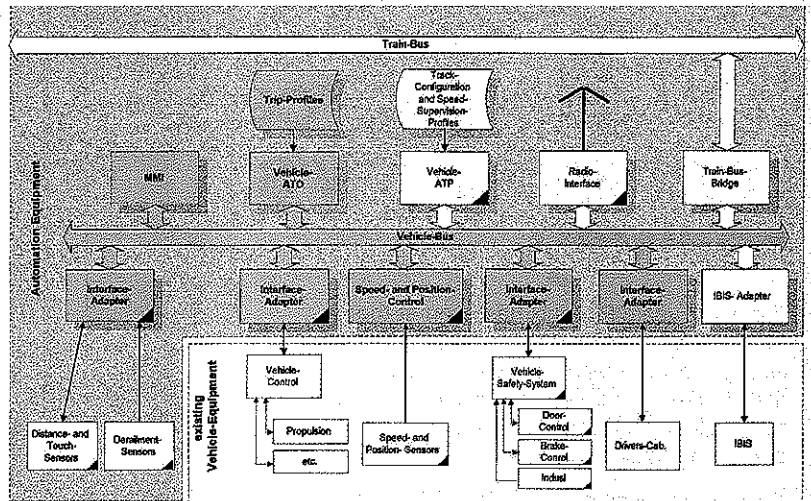 Train-Bus
Trip-Profiles
Track-
Configuration
and Speed-
Supervision-
Profiles
MMI
Vehicle-
ATO
Vehicle-
ATP
Radio-
Interface
Train-Bus-
Bridge
Automation Equipment
Vehicle-Bus
Interface-
Adapter
Interface-
Adapter
Speed- and Position-
Control
Interface-
Adapter
Interface-
Adapter
IBIS- Adapter
existing
Vehicle-Equipment
Vehicle-
Control
Propulsion
etc.
Vehicle-
Safety-System
Door-
Control
Brake-
Control
Indusi
Distance- and
Touch-
Sensors
Derailment-
Sensors
Speed- and
Position- Sensors
Drivers-Cab.
IBIS